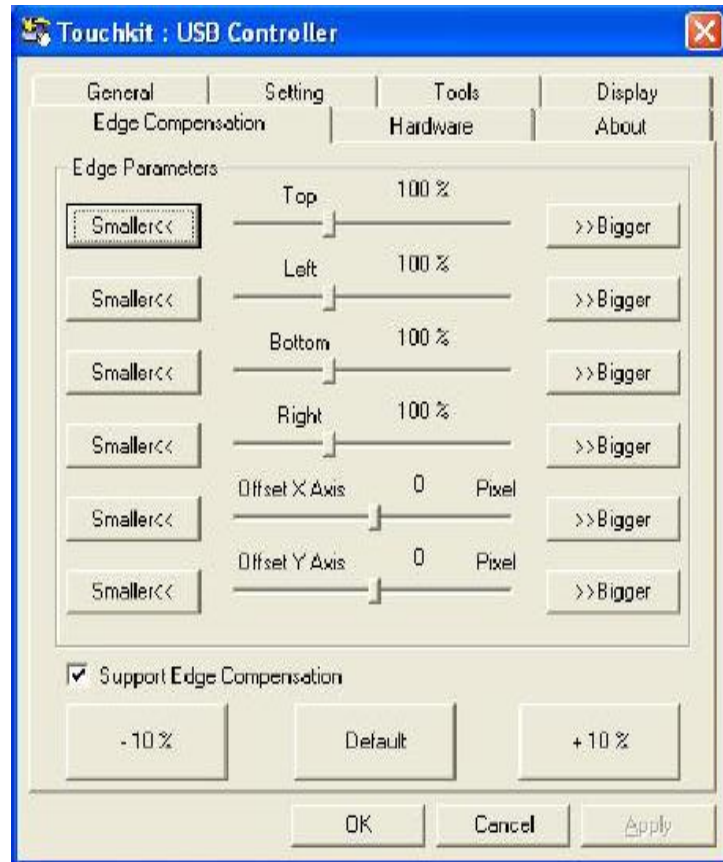 Touchkit : USB Controller
General Setting Tools Display
Edge Compensation Hardware About
Edge Parameters
Top 100 %
Smaller<< >>Bigger
Left 100 %
Smaller<< >>Bigger
Bottom 100 %
Smaller<< >>Bigger
Right 100 %
Smaller<< >>Bigger
Offset X Axis 0 Pixel
Smaller<< >>Bigger
Offset Y Axis 0 Pixel
Smaller<< >>Bigger
Support Edge Compensation
- 10 % Default + 10 %
OK Cancel Apply